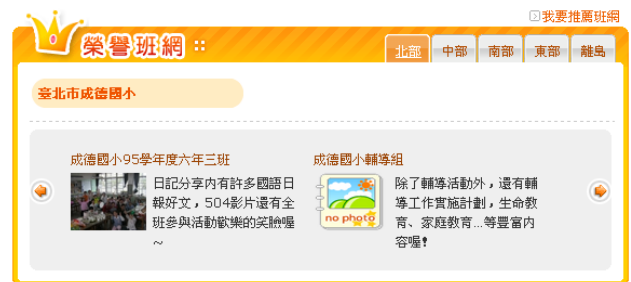 我要推薦班網
榮譽班網 ::
北部 中部 南部 東部 離島
臺北市成德國小
成德國小95學年度六年三班
日記分享內有許多國語日
報好文，504影片還有全
班參與活動歡樂的笑臉喔
~
成德國小輔導組
no photo
除了輔導活動外，還有輔
導工作實施計劃，生命教
育、家庭教育...等豐富內
容喔!